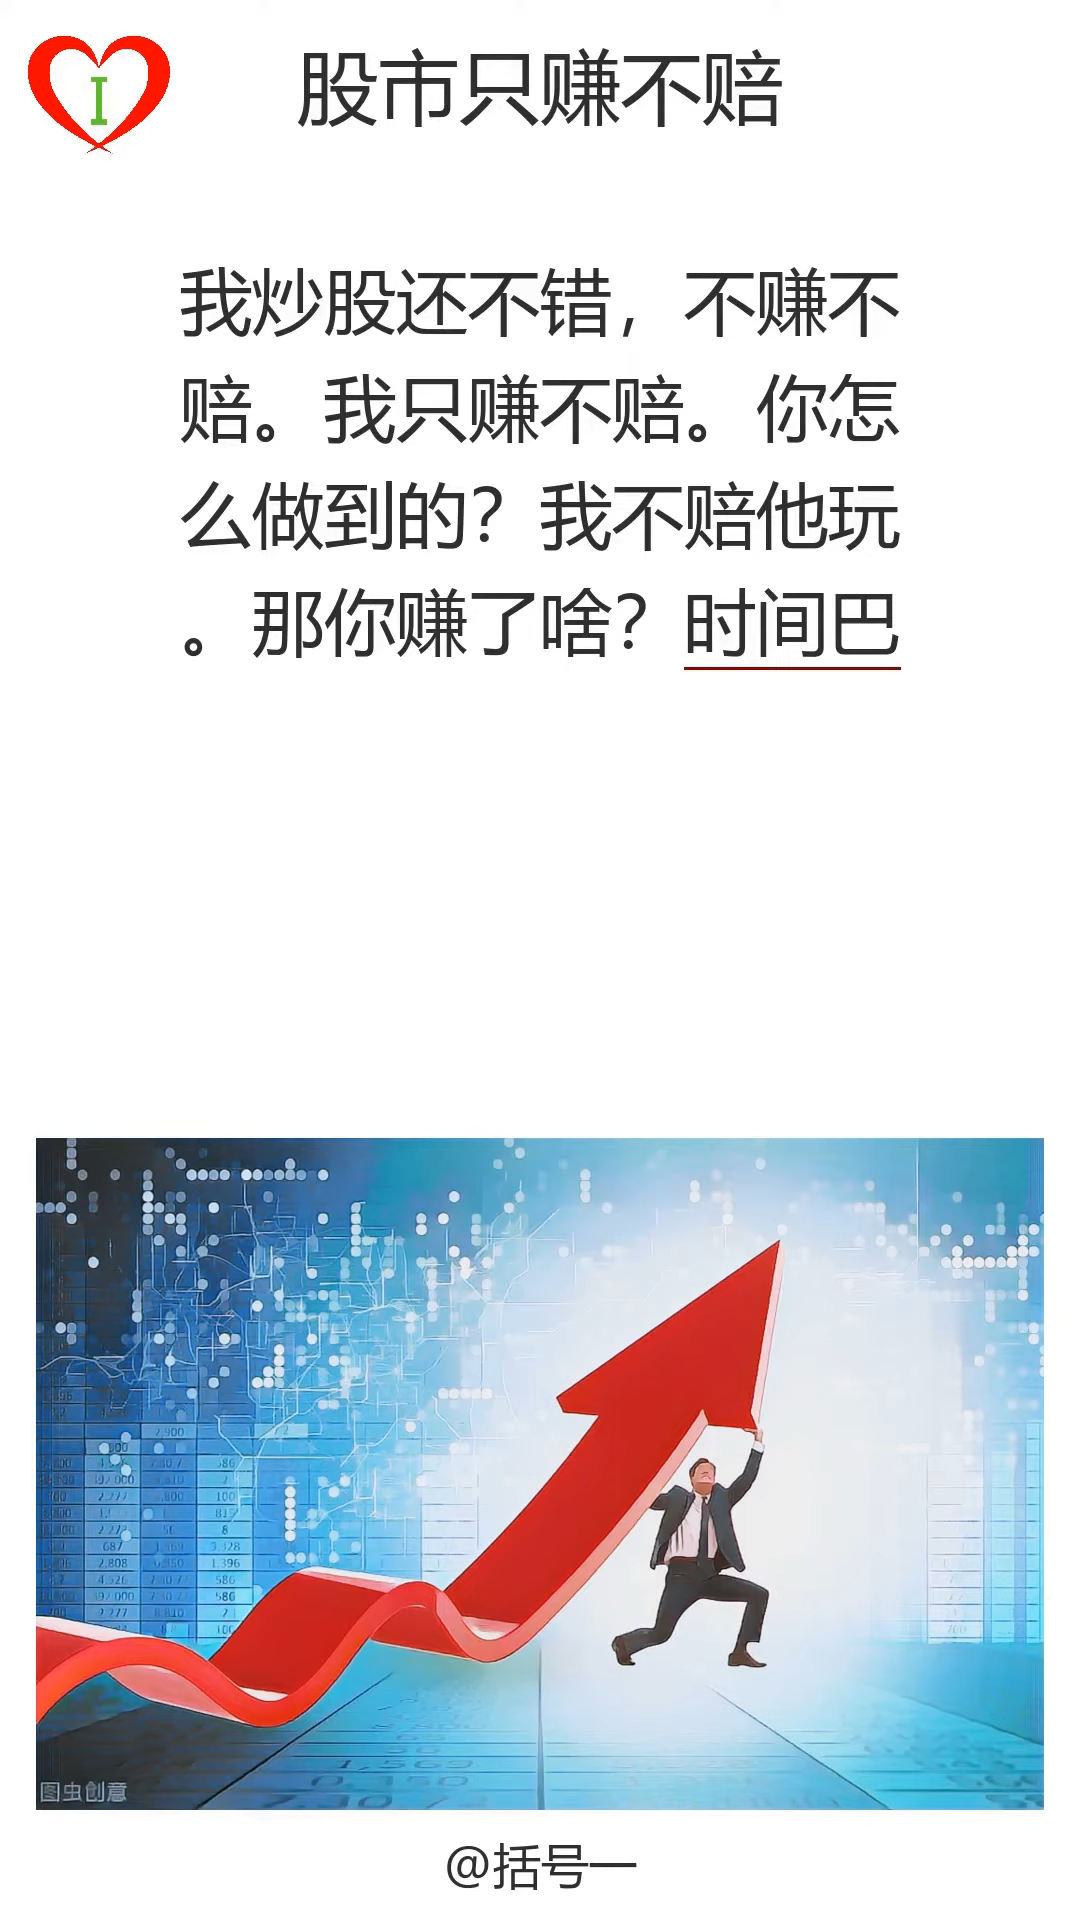 I
股市只赚不赔
我炒股还不错，不赚不
赔。我只赚不赔。你怎
么做到的？我不赔他玩
。那你赚了啥？时间巴
图虫创意
@括号一